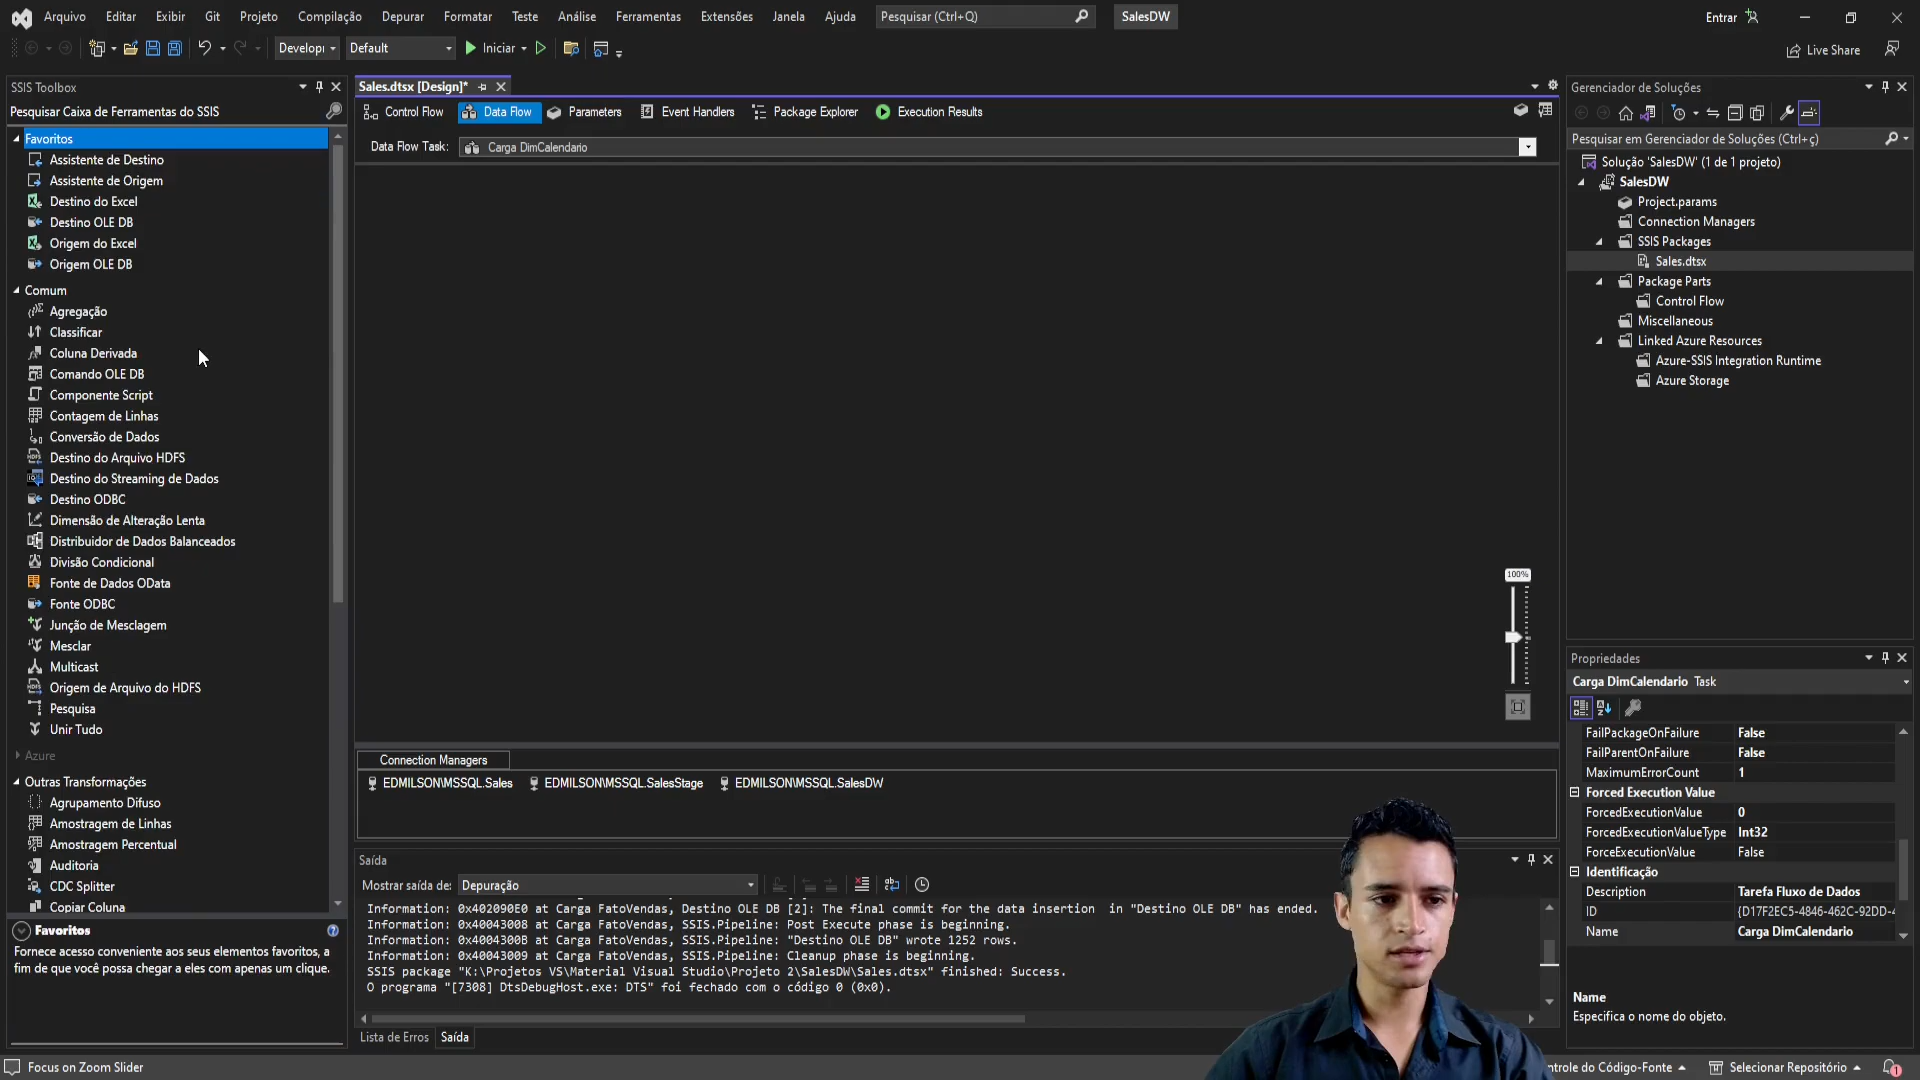 Arquivo Editar Exibir Git Projeto Compilação Depurar Formatar Teste Análise Ferramentas Extensões Janela Ajuda Pesquisar (Ctrl+Q) SalesDW Entrar
Developi Default Iniciar Live Share
SSIS Toolbox
Pesquisar Caixa de Ferramentas do SSIS
Favoritos
Assistente de Destino
Assistente de Origem
Destino do Excel
Destino OLE DB
Origem do Excel
Origem OLE DB
Comum
Agregação
Classificar
Coluna Derivada
Comando OLE DB
Componente Script
Contagem de Linhas
Conversão de Dados
Destino do Arquivo HDFS
Destino do Streaming de Dados
Destino ODBC
Dimensão de Alteração Lenta
Distribuidor de Dados Balanceados
Divisão Condicional
Fonte de Dados OData
Fonte ODBC
Junção de Mesclagem
Mesclar
Multicast
Origem de Arquivo do HDFS
Pesquisa
Unir Tudo
Azure
Outras Transformações
Agrupamento Difuso
Amostragem de Linhas
Amostragem Percentual
Auditoria
CDC Splitter
Copiar Coluna
Favoritos
Fornece acesso conveniente aos seus elementos favoritos, a
fim de que você possa chegar a eles com apenas um clique.
Sales.dtsx [Design]*
Control Flow Data Flow Parameters Event Handlers Package Explorer Execution Results
Data Flow Task: Carga DimCalendario
100%
Connection Managers
EDMILSON\MSSQL.Sales EDMILSON\MSSQL.SalesStage EDMILSON\MSSQL.SalesDW
Saída
Mostrar saída de: Depuração
Information: 0x402090E0 at Carga FatoVendas, Destino OLE DB [2]: The final commit for the data insertion in "Destino OLE DB" has ended.
Information: 0x40043008 at Carga FatoVendas, SSIS.Pipeline: Post Execute phase is beginning.
Information: 0x4004300B at Carga FatoVendas, SSIS.Pipeline: "Destino OLE DB" wrote 1252 rows.
Information: 0x40043009 at Carga FatoVendas, SSIS.Pipeline: Cleanup phase is beginning.
SSIS package "K:\Projetos VS\Material Visual Studio\Projeto 2\SalesDW\Sales.dtsx" finished: Success.
O programa "[7308] DtsDebugHost.exe: DTS" foi fechado com o código 0 (0x0).
Lista de Erros Saída
Gerenciador de Soluções
Pesquisar em Gerenciador de Soluções (Ctrl+ç)
Solução 'SalesDW' (1 de 1 projeto)
SalesDW
Project.params
Connection Managers
SSIS Packages
Sales.dtsx
Package Parts
Control Flow
Miscellaneous
Linked Azure Resources
Azure-SSIS Integration Runtime
Azure Storage
Propriedades
Carga DimCalendario Task
FailPackageOnFailure False
FailParentOnFailure False
MaximumErrorCount 1
Forced Execution Value
ForcedExecutionValue 0
ForcedExecutionValueType Int32
ForceExecutionValue False
Identificação
Description Tarefa Fluxo de Dados
ID {D17F2EC5-4846-462C-92DD-4
Name Carga DimCalendario
Name
Especifica o nome do objeto.
Focus on Zoom Slider ntrole do Código-Fonte Selecionar Repositório 1